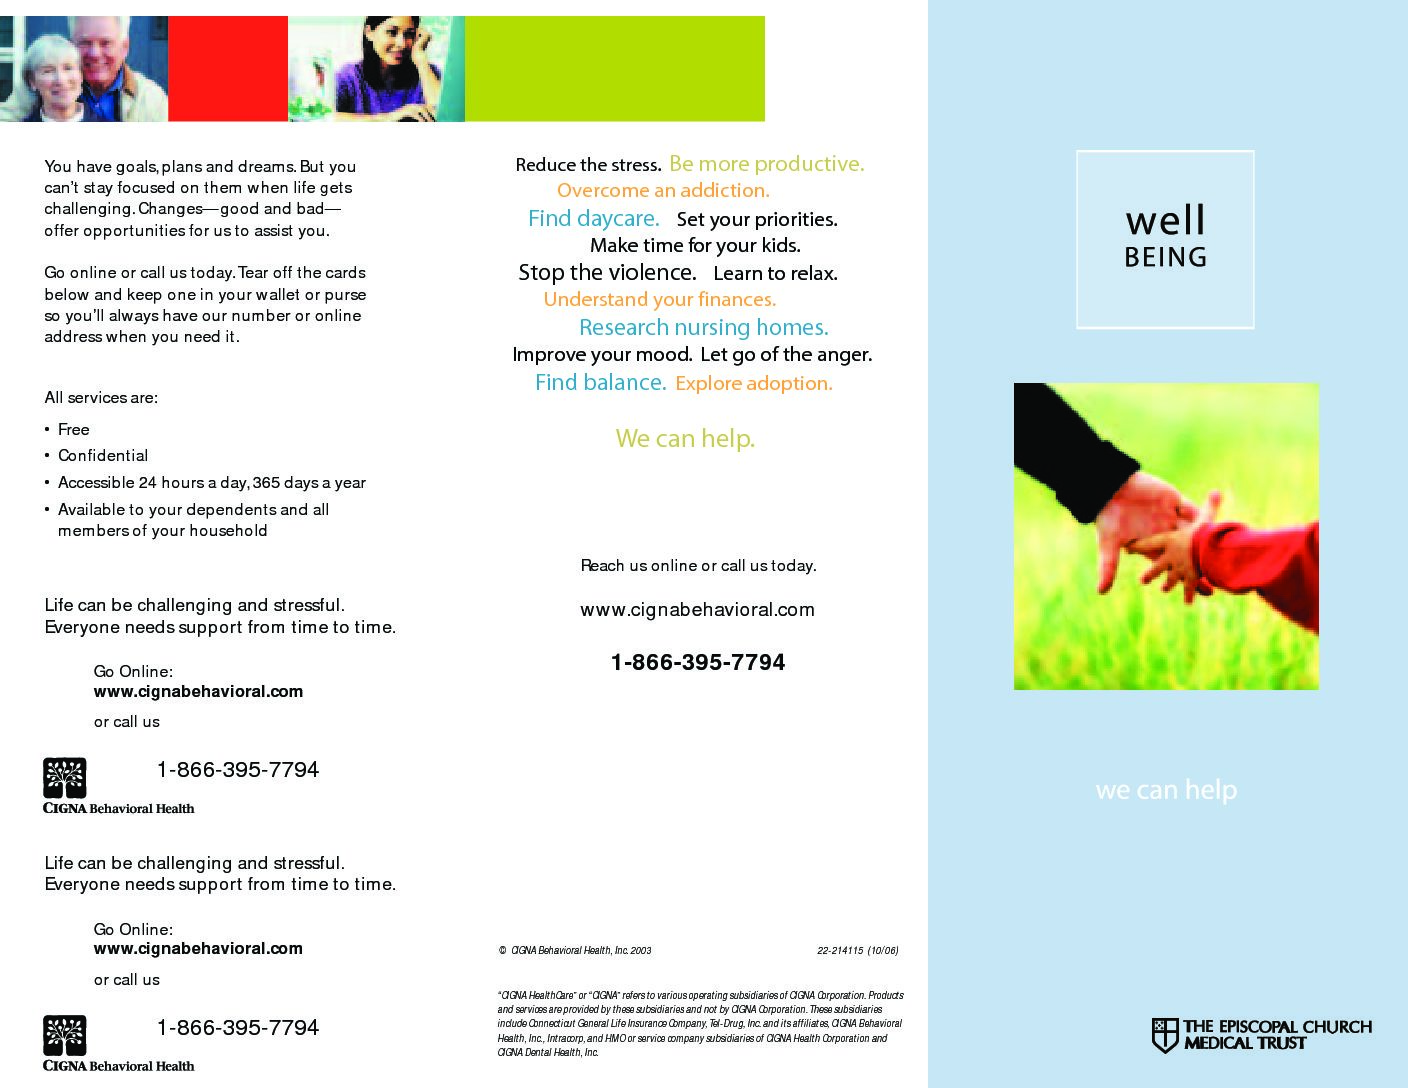 You have goals, plans and dreams. But you
can't stay focused on them when life gets
challenging. Changes—good and bad—
offer opportunities for us to assist you.
Go online or call us today. Tear off the cards
below and keep one in your wallet or purse
so you'll always have our number or online
address when you need it.
All services are:
• Free
• Confidential
• Accessible 24 hours a day, 365 days a year
• Available to your dependents and all
members of your household
Life can be challenging and stressful.
Everyone needs support from time to time.
Go Online:
www.cignabehavioral.com
or call us
1-866-395-7794
CIGNA Behavioral Health
Life can be challenging and stressful.
Everyone needs support from time to time.
Go Online:
www.cignabehavioral.com
or call us
1-866-395-7794
CIGNA Behavioral Health
Reduce the stress. Be more productive.
Overcome an addiction.
Find daycare. Set your priorities.
Make time for your kids.
Stop the violence. Learn to relax.
Understand your finances.
Research nursing homes.
Improve your mood. Let go of the anger.
Find balance. Explore adoption.
We can help.
Reach us online or call us today.
www.cignabehavioral.com
1-866-395-7794
© CIGNA Behavioral Health, Inc. 2003 22-214115 (10/06)
"CIGNA HealthCare" or "CIGNA" refers to various operating subsidiaries of CIGNA Corporation. Products
and services are provided by these subsidiaries and not by CIGNA Corporation. These subsidiaries
include Connecticut General Life Insurance Company, Tel-Drug, Inc. and its affiliates, CIGNA Behavioral
Health, Inc., Intracorp, and HMO or service company subsidiaries of CIGNA Health Corporation and
CIGNA Dental Health, Inc.
well
BEING
we can help
THE EPISCOPAL CHURCH
MEDICAL TRUST